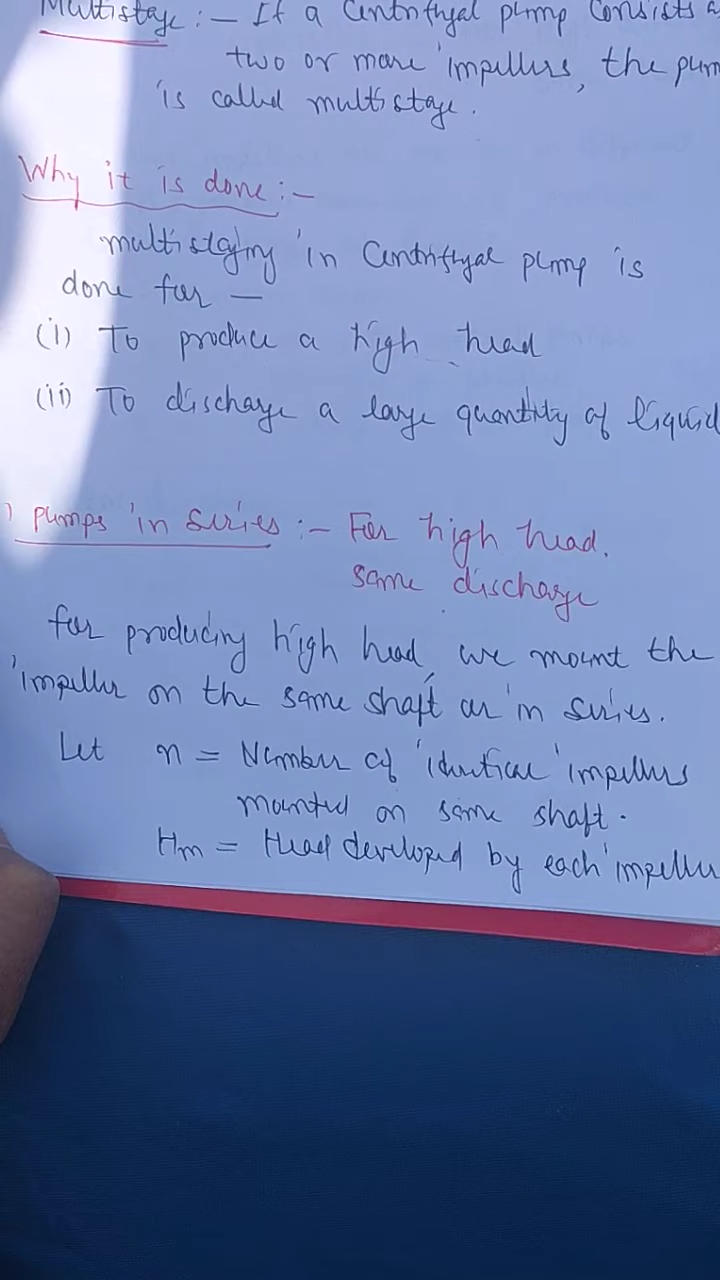 Multistage :- If a Centrifugal pump consists
two or more impellers, the pum
is called multistage.
Why it is done :-
multistaging in Centrifugal pump is
done for —
(i) To produce a high head
(ii) To discharge a large quantity of liquid
) Pumps in series :- For high head.
same discharge
for producing high head, we mount the
impeller on the same shaft or in series.
Let n = Number of identical impellers
mounted on same shaft.
Hm = Head developed by each impeller